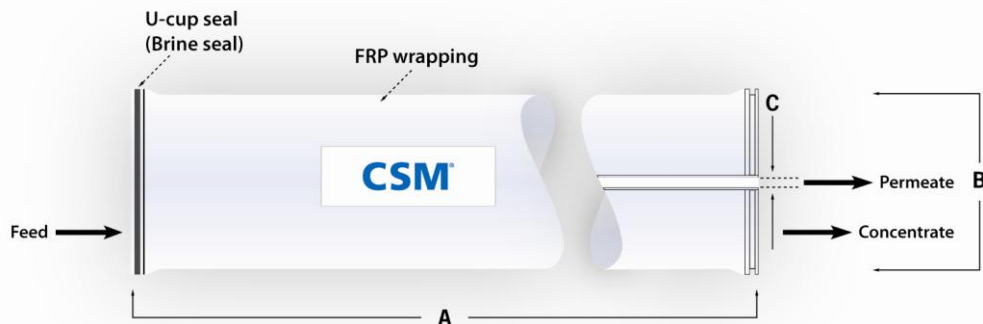 U-cup seal
(Brine seal)
FRP wrapping
C
CSM®
Permeate
B
Feed
Concentrate
A